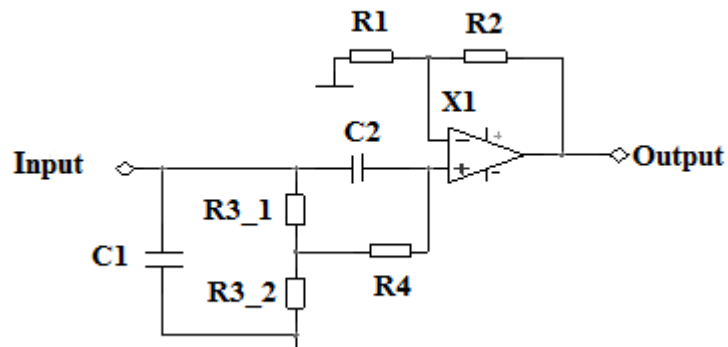 R1
R2
X1
C2
Input
Output
R3_1
C1
R4
R3_2